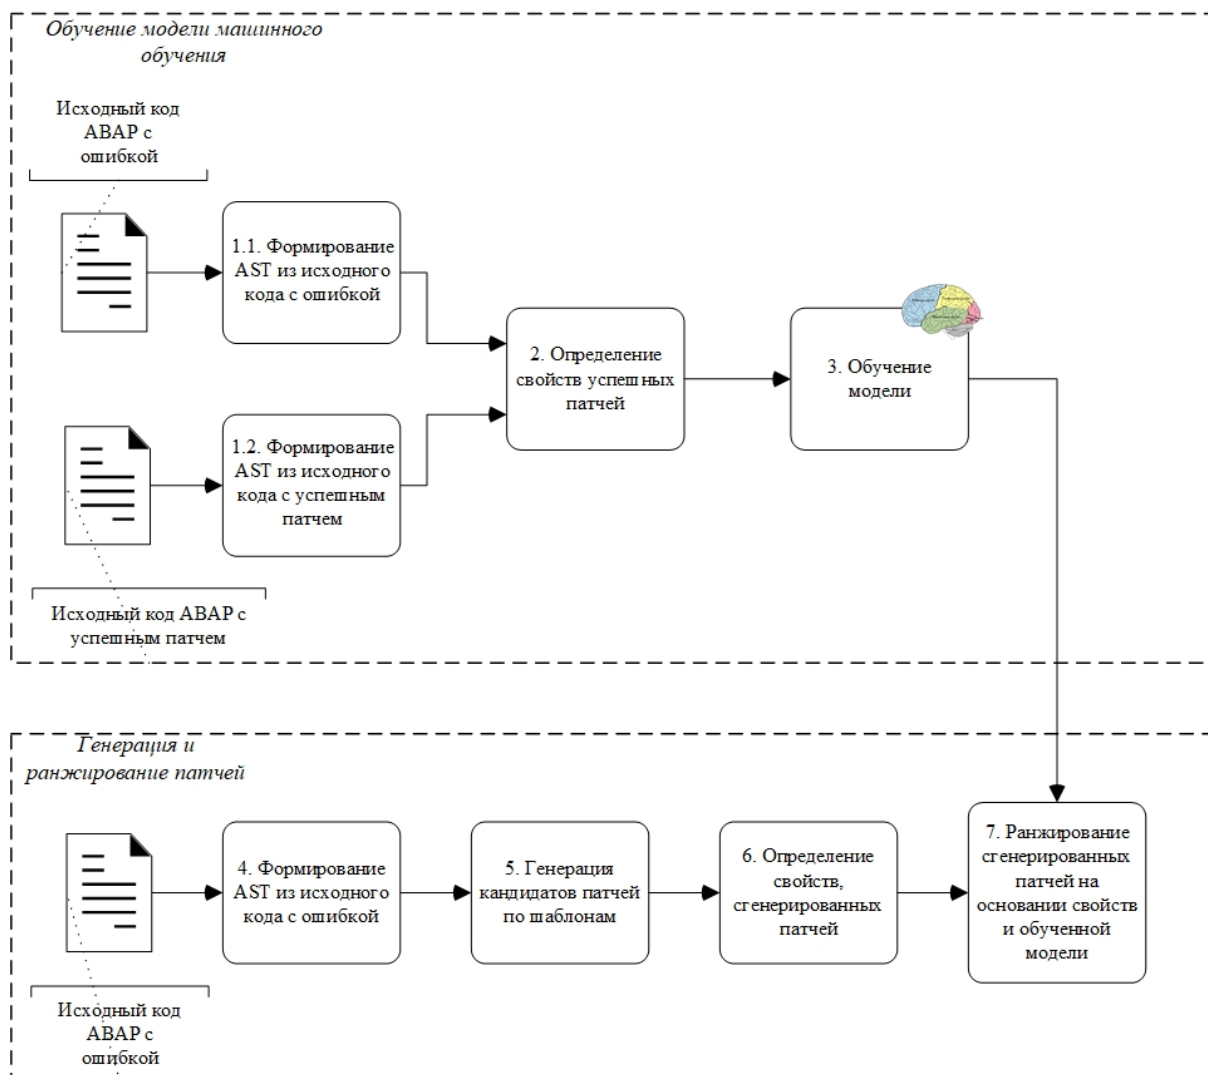 Обучение модели машинного
обучения
Исходный код
АВАР с
ошибкой
1.1. Формирование
AST из исходного
кода с ошибкой
1.2. Формирование
AST из исходного
кода с успешным
патчем
2. Определение
свойств успешных
патчей
3. Обучение
модели
Исходный код АВАР с
успешным патчем
Генерация и
ранжирование патчей
4. Формирование
AST из исходного
кода с ошибкой
5. Генерация
кандидатов патчей
по шаблонам
6. Определение
свойств,
сгенерированных
патчей
7. Ранжирование
сгенерированных
патчей на
основании свойств
и обученной
модели
Исходный код
АВАР с
ошибкой